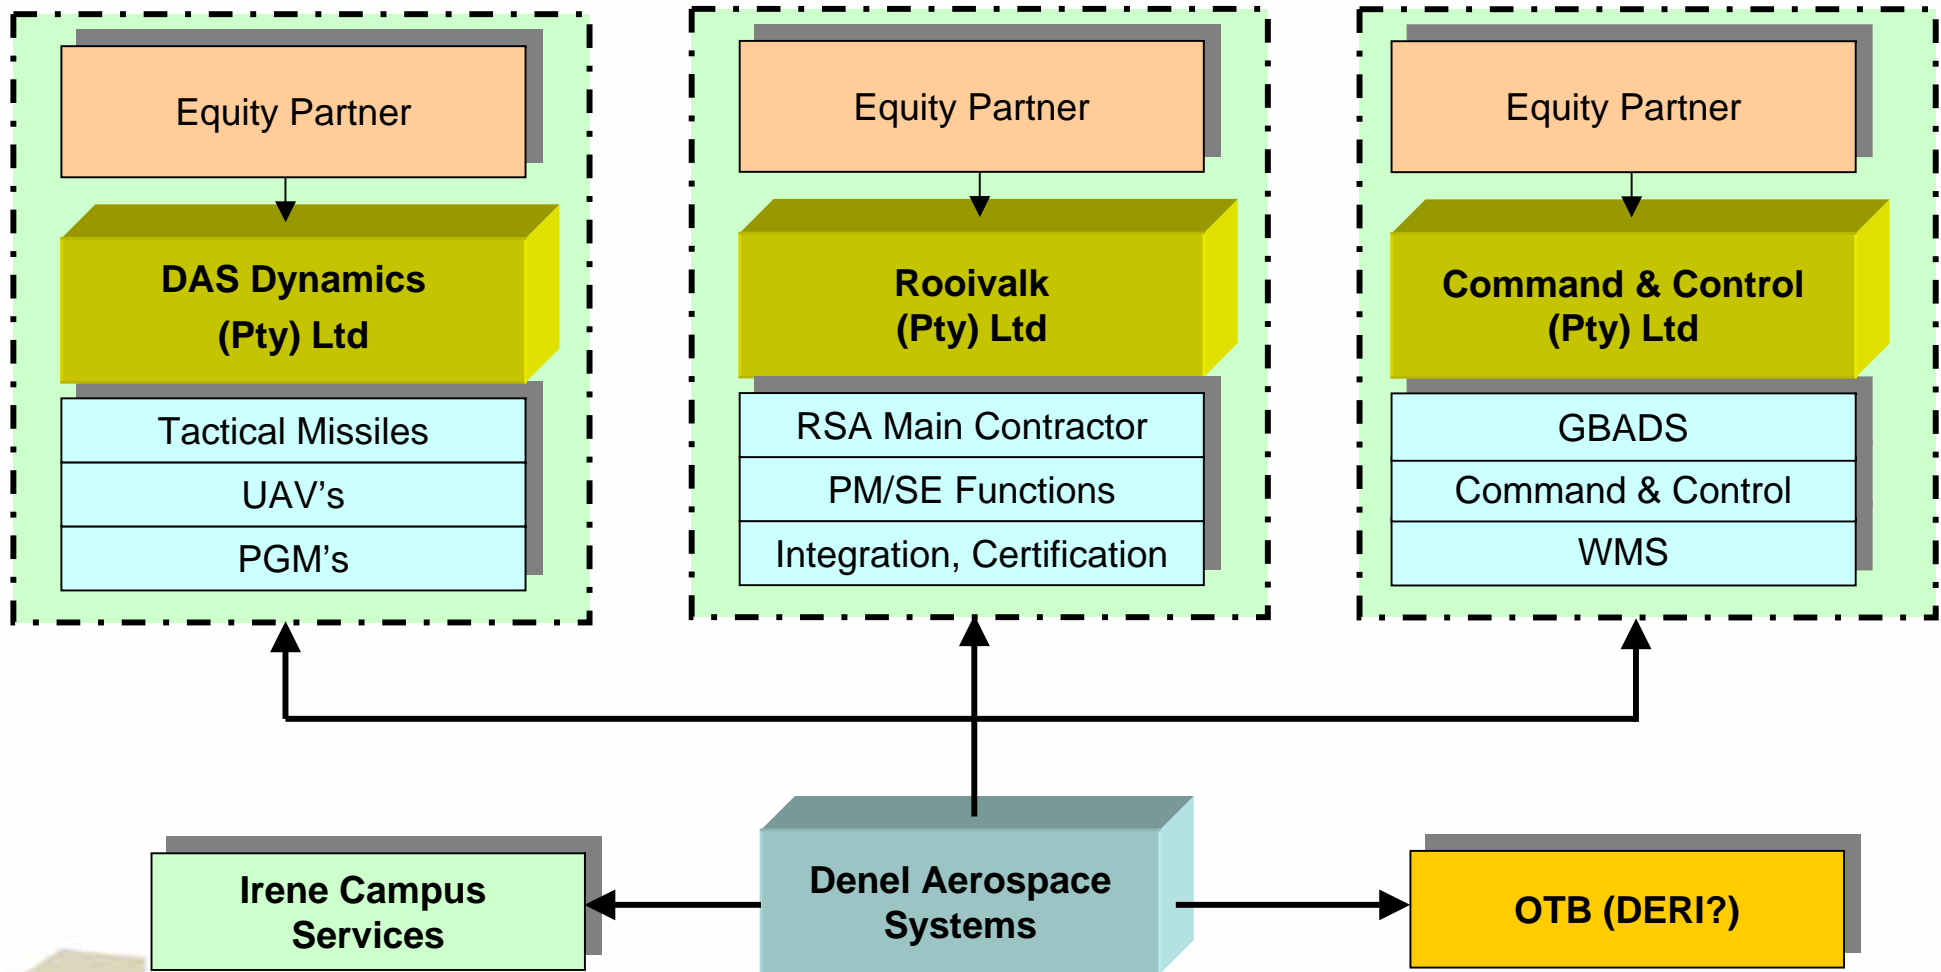 Equity Partner
DAS Dynamics
(Pty) Ltd
Tactical Missiles
UAV’s
PGM’s
Equity Partner
Rooivalk
(Pty) Ltd
RSA Main Contractor
PM/SE Functions
Integration, Certification
Equity Partner
Command & Control
(Pty) Ltd
GBADS
Command & Control
WMS
Irene Campus
Services
Denel Aerospace
Systems
OTB (DERI?)